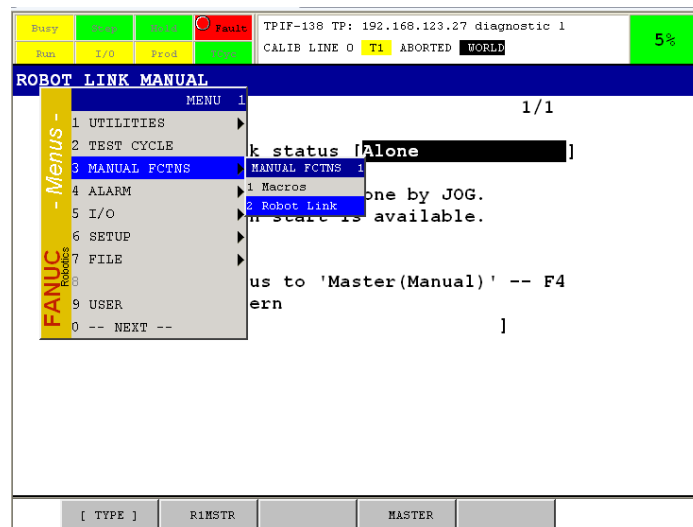 Busy Step Hold Fault
Run I/O Prod TCyc
TPIF-138 TP: 192.168.123.27 diagnostic l
CALIB LINE 0 T1 ABORTED WORLD
5%
ROBOT LINK MANUAL
1/1
- Menus -
FANUC
Robotics
MENU 1
1 UTILITIES
2 TEST CYCLE
3 MANUAL FCTNS
4 ALARM
5 I/O
6 SETUP
7 FILE
8
9 USER
0 -- NEXT --
MANUAL FCTNS 1
1 Macros
2 Robot Link
k status [Alone ]
one by JOG.
n start is available.
us to 'Master(Manual)' -- F4
ern
]
[ TYPE ] R1MSTR MASTER